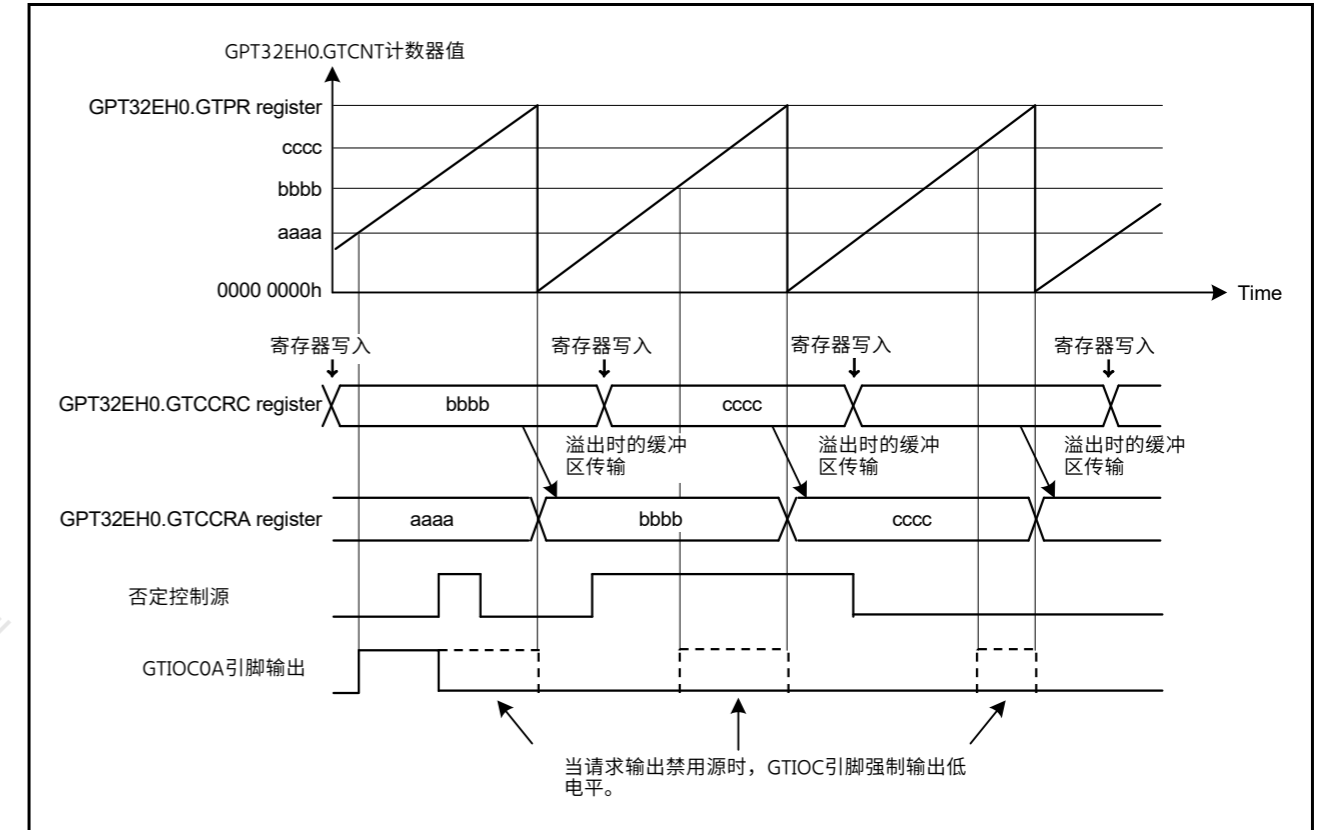 GPT32EH0.GTCNT计数器值
GPT32EH0.GTPR register
cccc
bbbb
aaaa
0000 0000h
Time
寄存器写入 寄存器写入 寄存器写入 寄存器写入
GPT32EH0.GTCCRC register bbbb cccc
溢出时的缓冲 溢出时的缓冲 溢出时的缓冲
区传输 区传输 区传输
GPT32EH0.GTCCRA register aaaa bbbb cccc
否定控制源
GTIOC0A引脚输出
当请求输出禁用源时，GTIOC引脚强制输出低
电平。